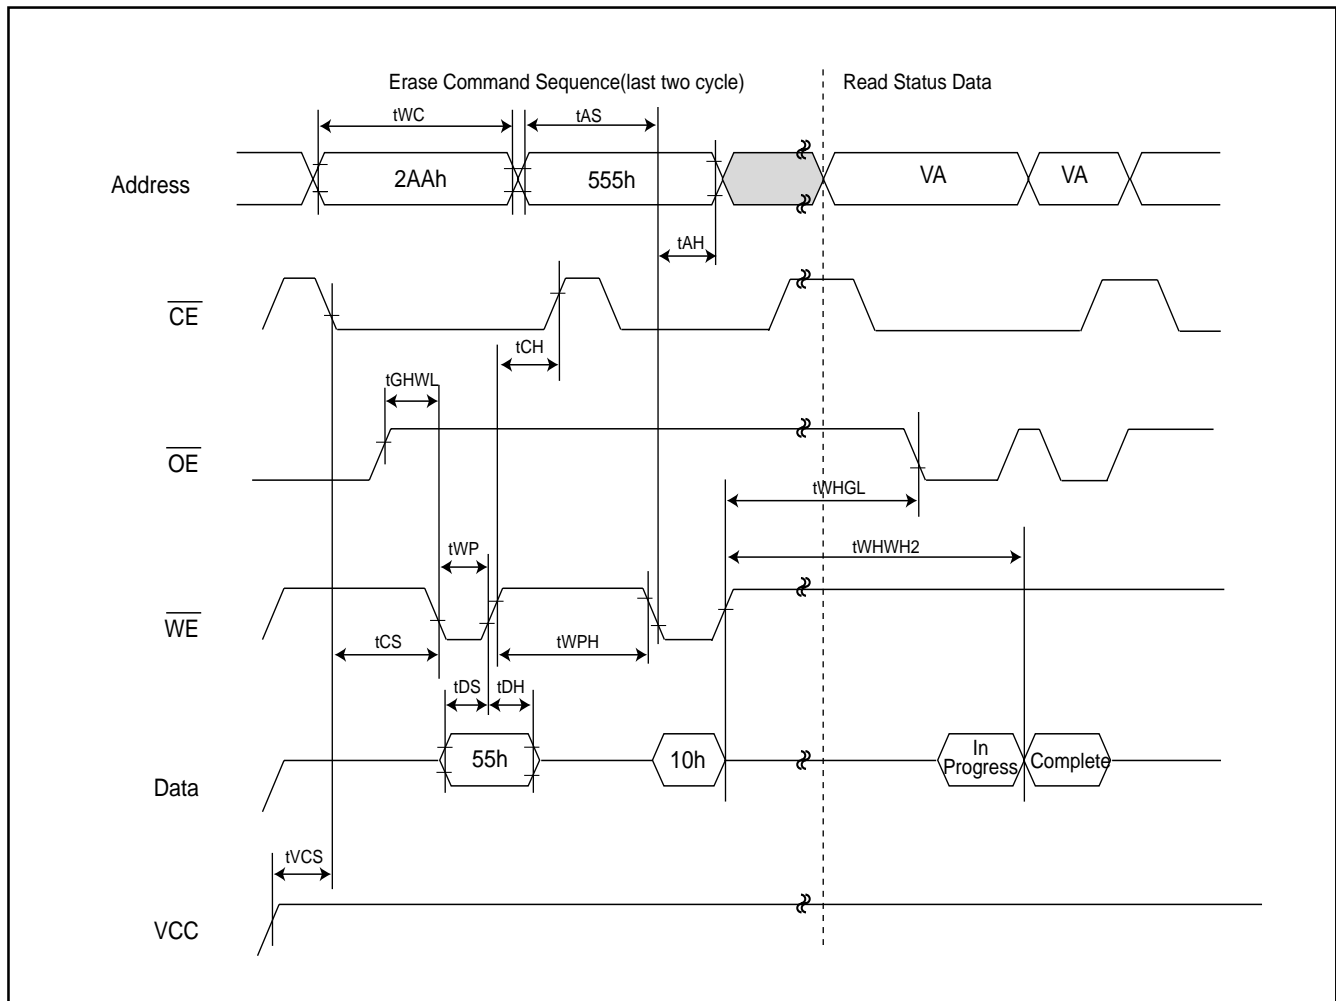 Erase Command Sequence(last two cycle) Read Status Data
tWC tAS
Address 2AAh 555h VA VA
tAH
CE
tCH
tGHWL
OE
tWHGL
tWP tWHWH2
WE
tCS tWPH
tDS tDH
Data 55h 10h In Progress Complete
tVCS
VCC